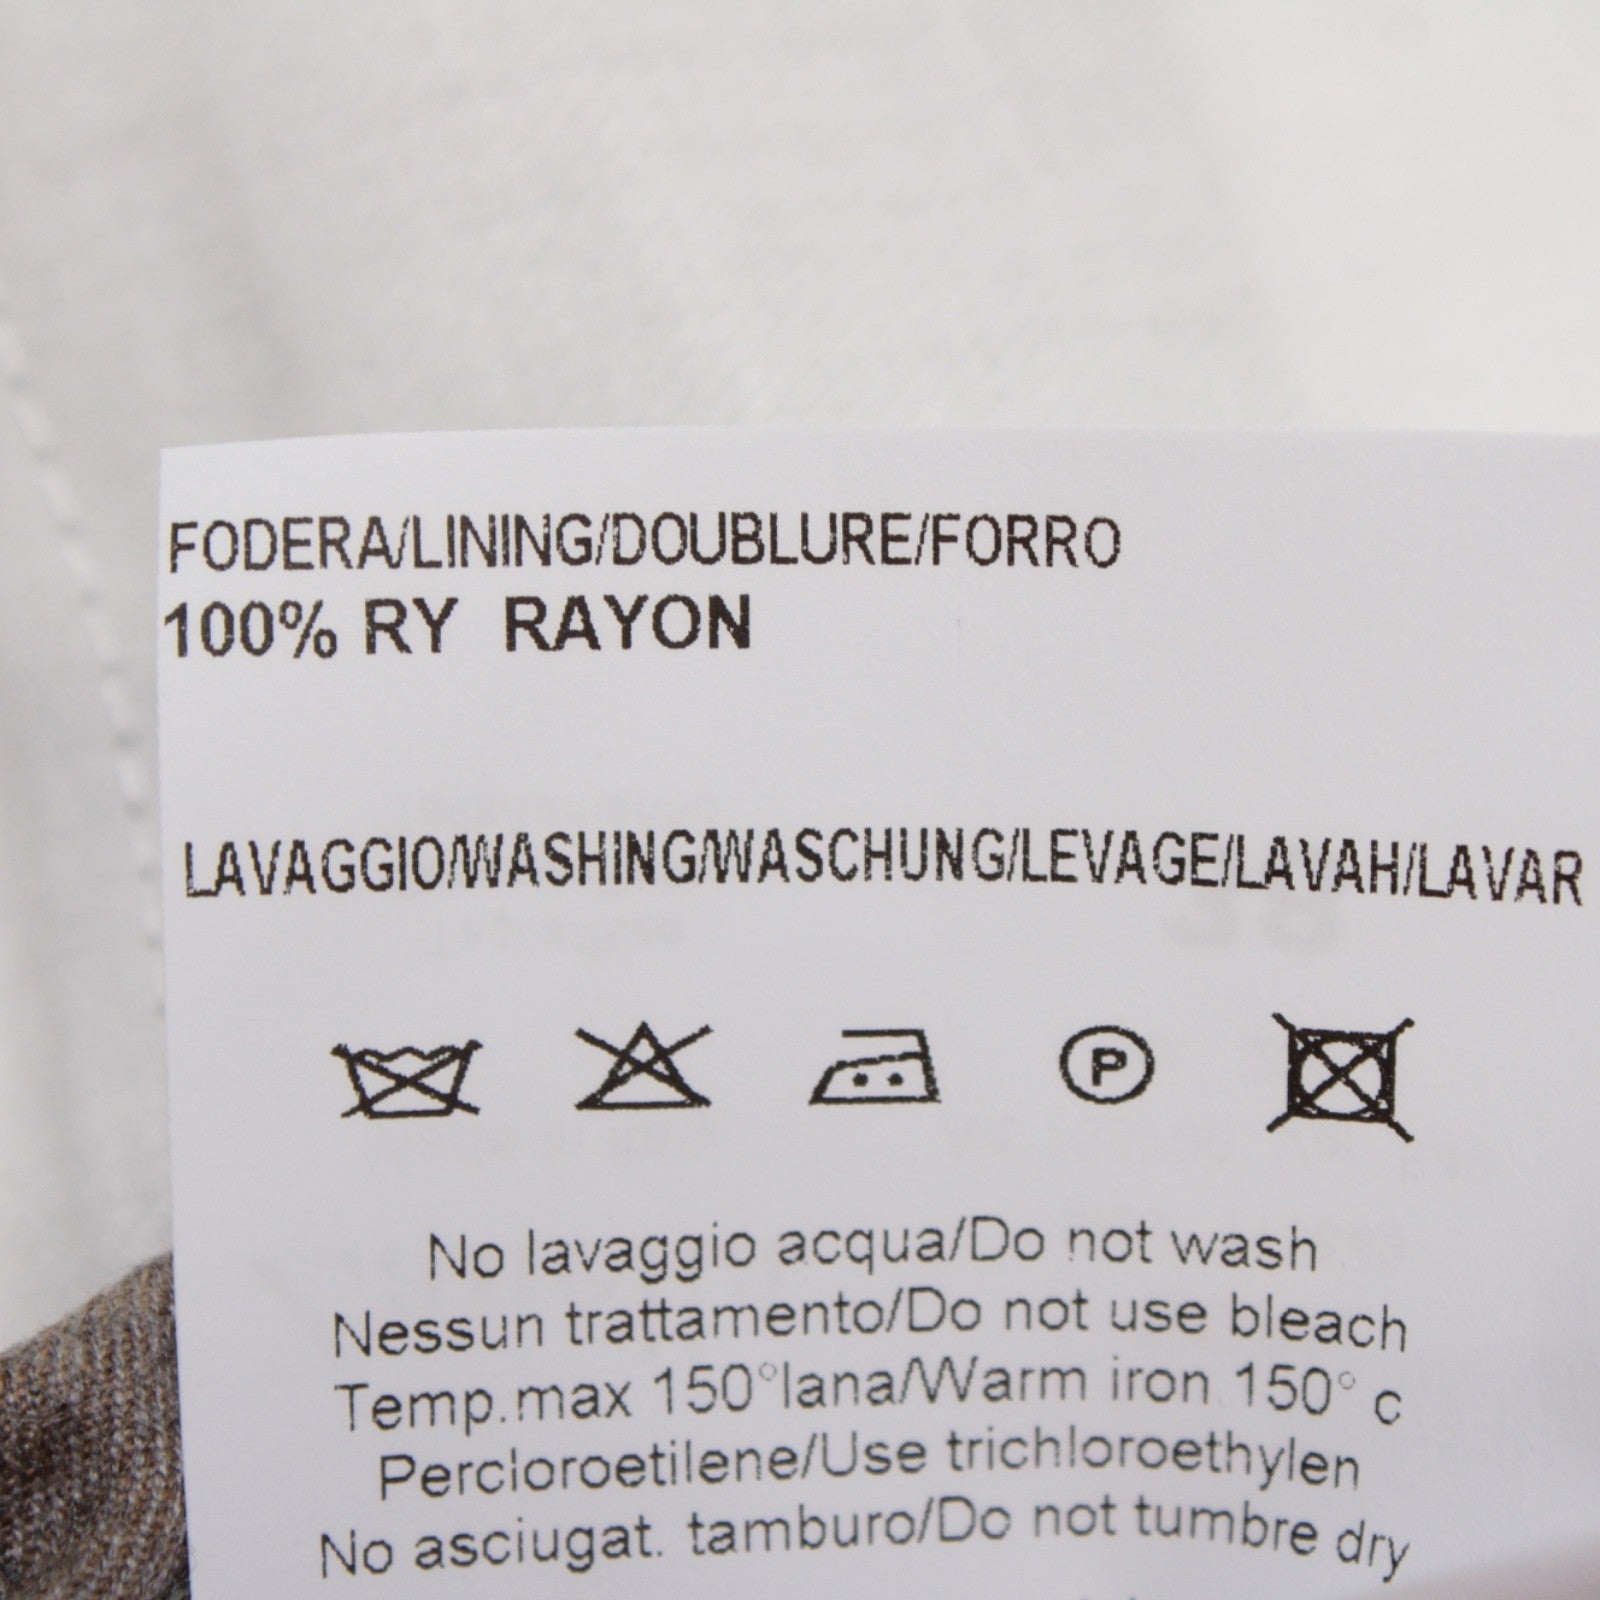 FODERA/LINING/DOUBLURE/FORRO
100% RY RAYON
LAVAGGIO/WASHING/WASCHUNG/LEVAGE/LAVAH/LAVAR
P
No lavaggio acqua/Do not wash
Nessun trattamento/Do not use bleach
Temp.max 150°lana/Warm iron 150° c
Percloroetilene/Use trichloroethylen
No asciugat. tamburo/Do not tumbre dry